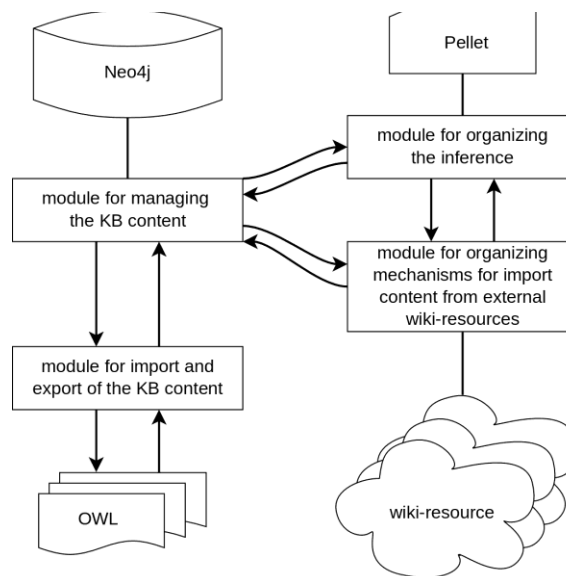 Neo4j
Pellet
module for organizing
the inference
module for managing
the KB content
module for organizing
mechanisms for import
content from external
wiki-resources
module for import and
export of the KB content
OWL
wiki-resource